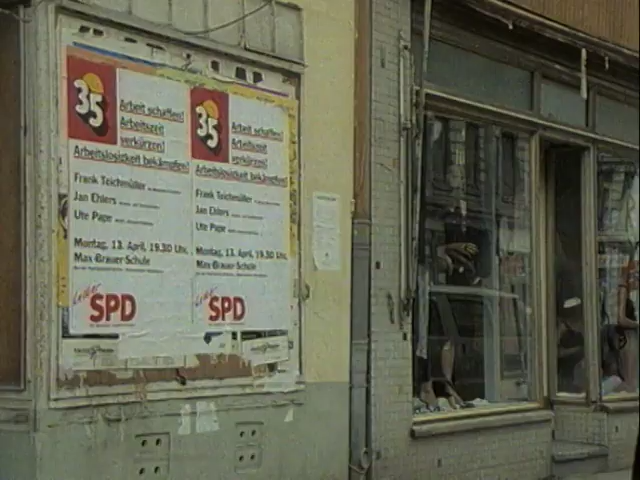 35
Arbeit schaffen!
Arbeitszeit
verkürzen!
Arbeitslosigkeit bekämpfen!
Frank Teichmüller
Jan Ehlers
Ute Pape
Montag, 13. April, 19.30 Uhr,
Max-Brauer-Schule
SPD
35
Arbeit schaffen!
Arbeitszeit
verkürzen!
Arbeitslosigkeit bekämpfen!
Frank Teichmüller
Jan Ehlers
Ute Pape
Montag, 13. April, 19.30 Uhr,
Max-Brauer-Schule
SPD